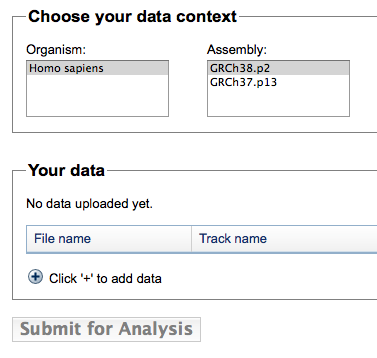 Choose your data context
Organism: Assembly:
Homo sapiens GRCh38.p2
GRCh37.p13
Your data
No data uploaded yet.
File name Track name
Click '+' to add data
Submit for Analysis